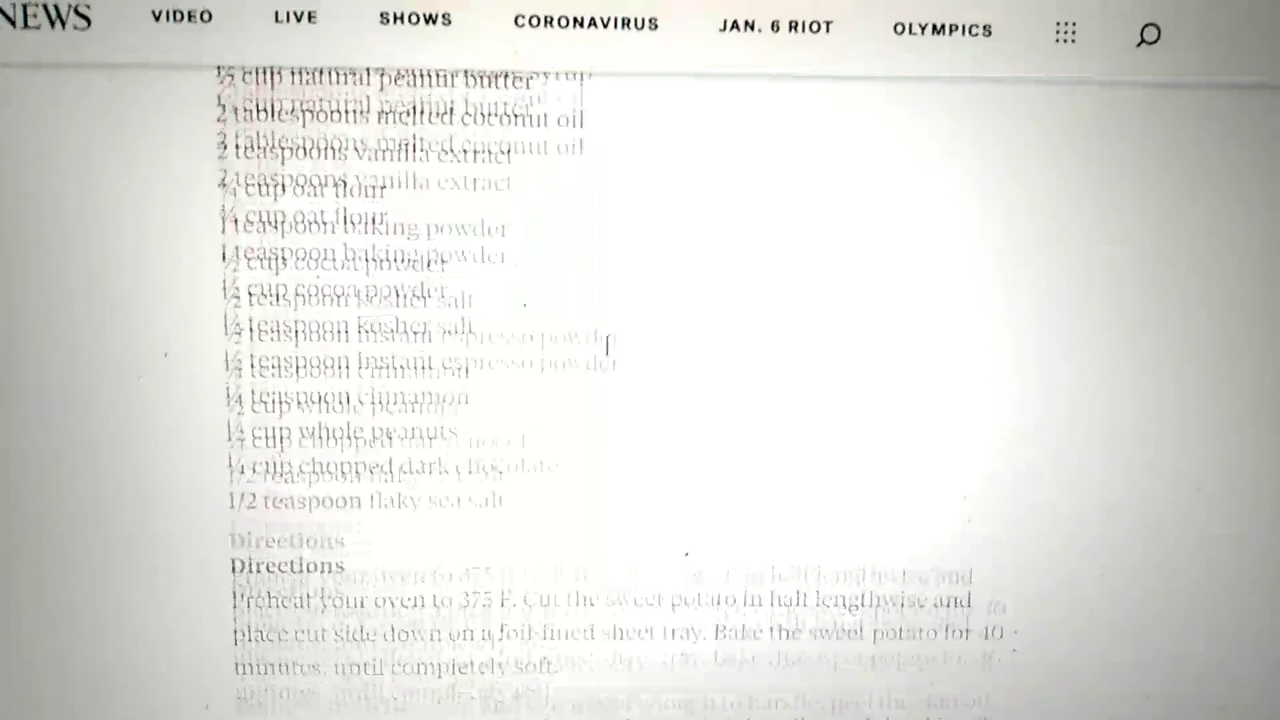 NEWS
VIDEO
LIVE
SHOWS
CORONAVIRUS
JAN. 6 RIOT
OLYMPICS
½ cup natural peanut butter
2 tablespoons melted coconut oil
2 teaspoons vanilla extract
¾ cup oat flour
1 teaspoon baking powder
½ cup cocoa powder
½ teaspoon kosher salt
½ teaspoon instant espresso powder
¼ teaspoon cinnamon
cup whole peanuts
cup chopped dark chocolate
1/2 teaspoon flaky sea salt
Directions
Preheat your oven to 375 F. Cut the sweet potato in half lengthwise and
place cut side down on a foil-lined sheet tray. Bake the sweet potato for 40
minutes, until completely soft.